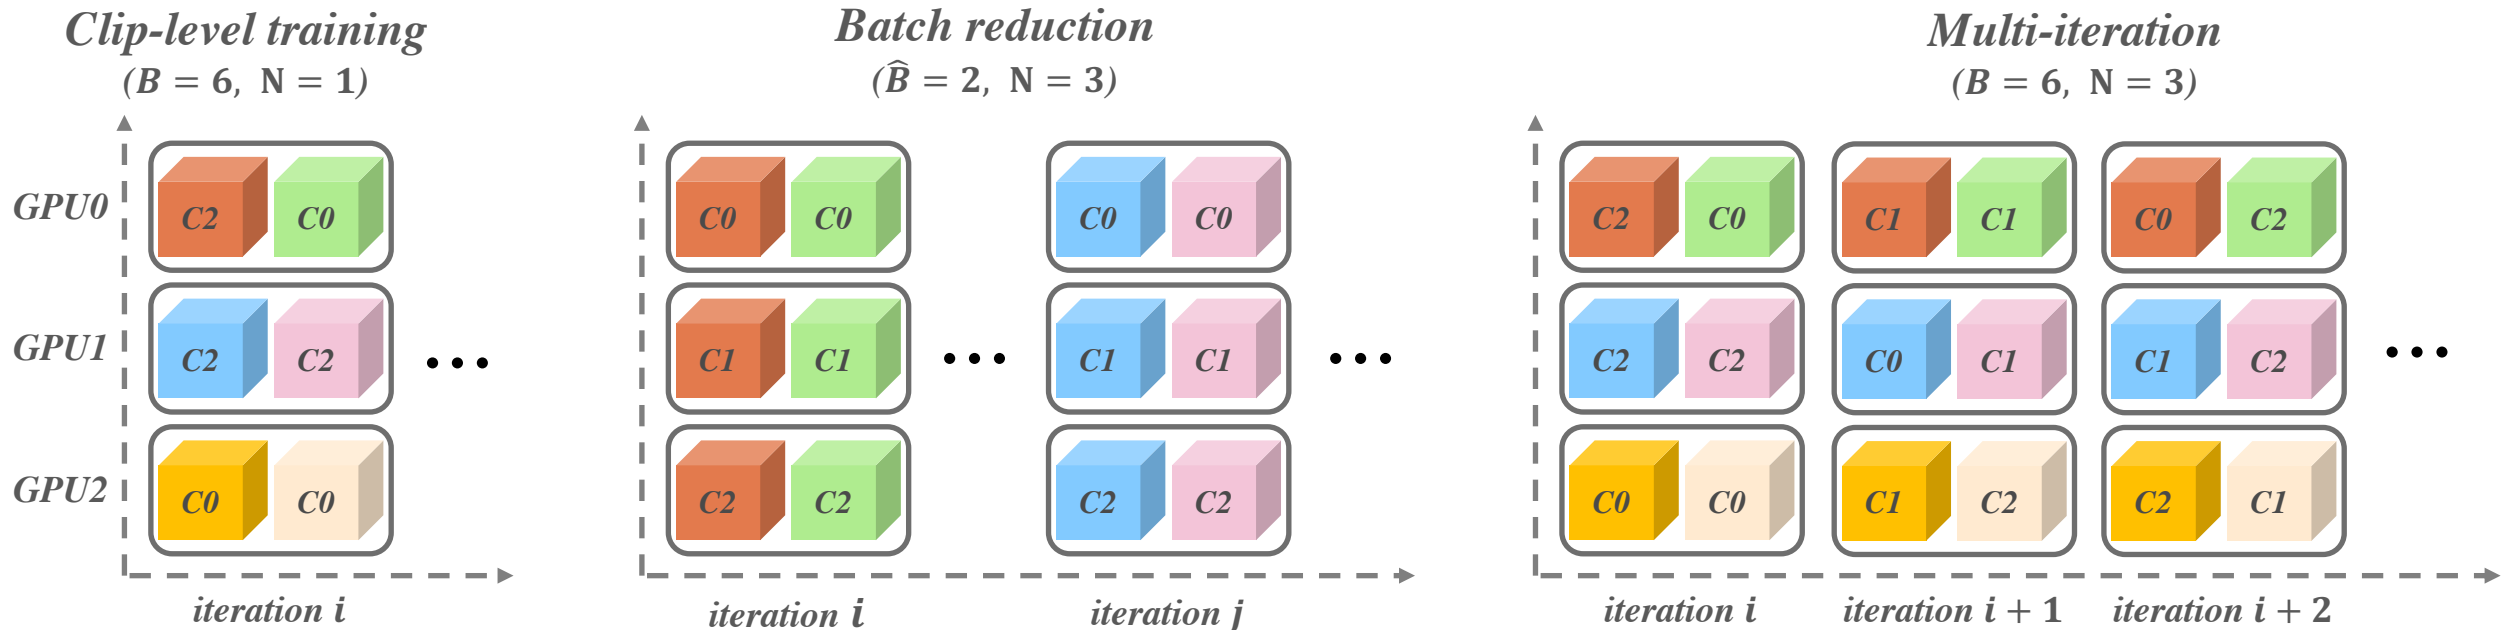 Clip-level training
(B = 6, N = 1)
GPU0
C2 C0
GPU1
C2 C2
...
GPU2
C0 C0
iteration i
Batch reduction
(B̂ = 2, N = 3)
C0 C0 C0 C0
C1 C1 ... C1 C1 ...
C2 C2 C2 C2
iteration i iteration j
Multi-iteration
(B = 6, N = 3)
C2 C0 C1 C1 C0 C2
C2 C2 C0 C1 C1 C2 ...
C0 C0 C1 C2 C2 C1
iteration i iteration i + 1 iteration i + 2